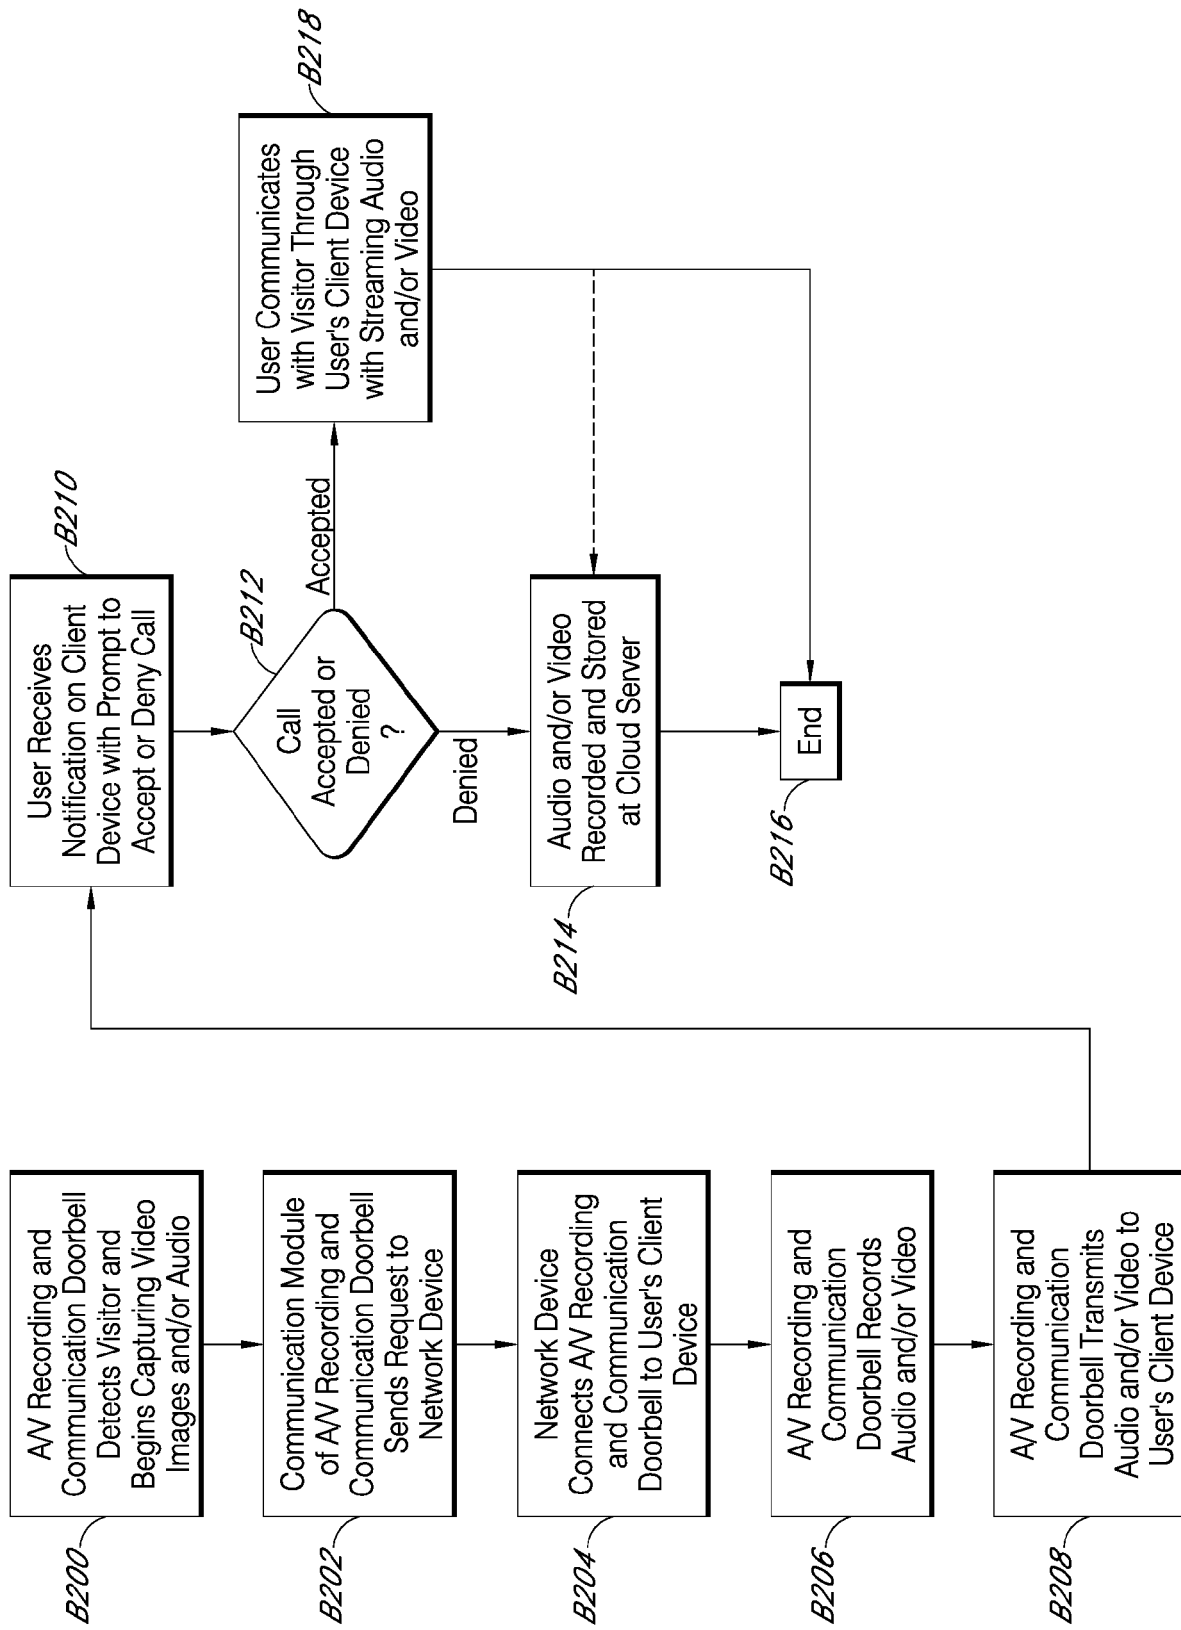 B200
A/V Recording and
Communication Doorbell
Detects Visitor and
Begins Capturing Video
Images and/or Audio
B202
Communication Module
of A/V Recording and
Communication Doorbell
Sends Request to
Network Device
B204
Network Device
Connects A/V Recording
and Communication
Doorbell to User's Client
Device
B206
A/V Recording and
Communication
Doorbell Records
Audio and/or Video
B208
A/V Recording and
Communication
Doorbell Transmits
Audio and/or Video to
User's Client Device
B210
User Receives
Notification on Client
Device with Prompt to
Accept or Deny Call
B212
Call
Accepted or
Denied
?
Accepted
Denied
B218
User Communicates
with Visitor Through
User's Client Device
with Streaming Audio
and/or Video
B214
Audio and/or Video
Recorded and Stored
at Cloud Server
B216
End